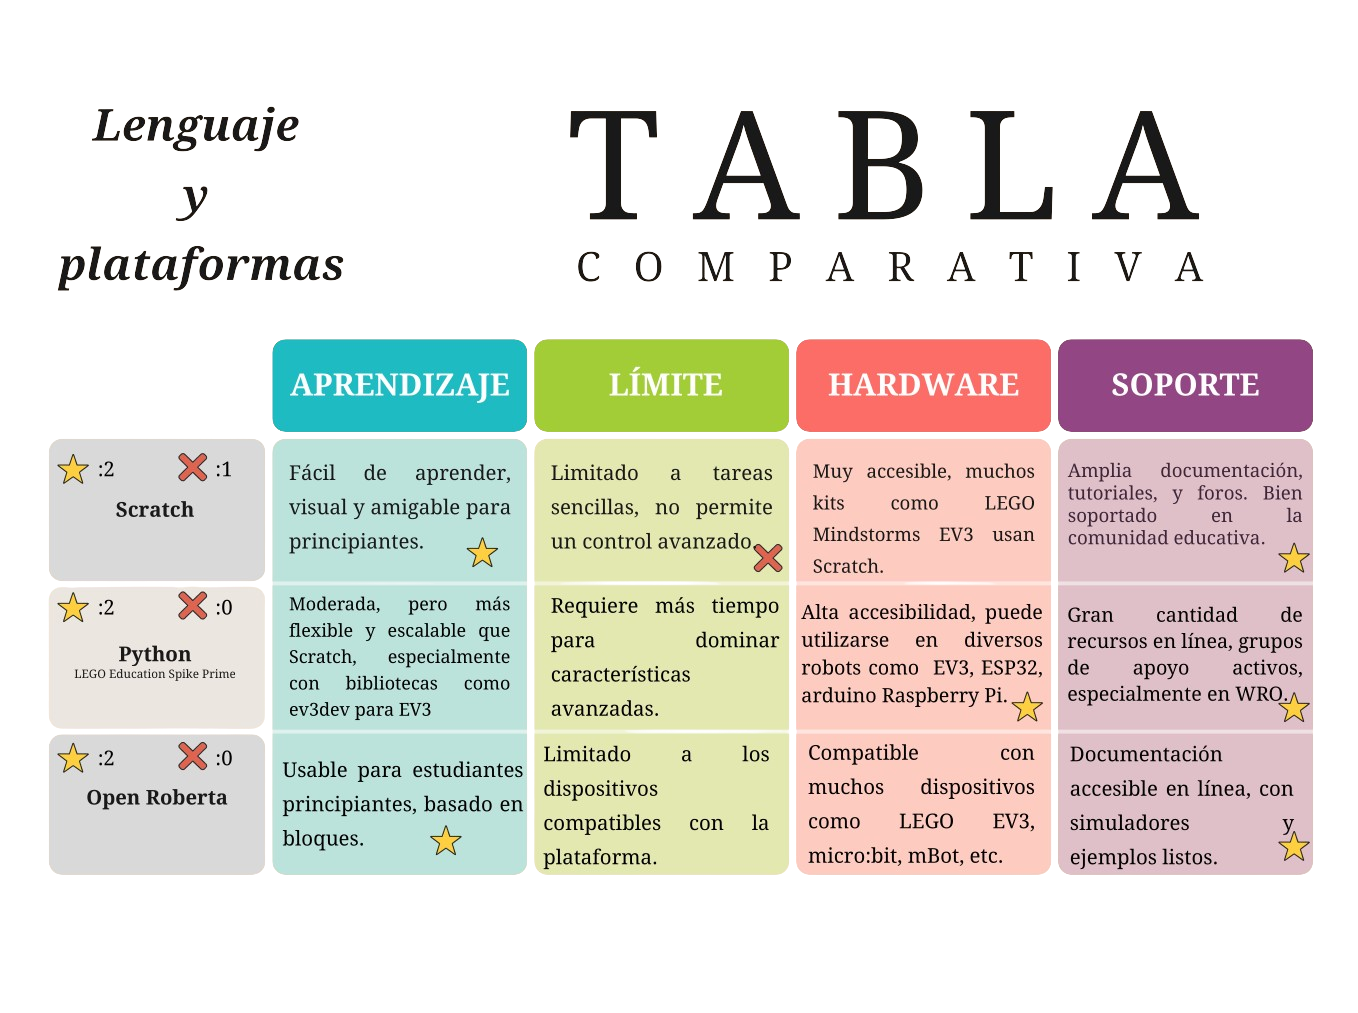 Lenguaje
y
plataformas
TABLA
COMPARATIVA
APRENDIZAJE
LÍMITE
HARDWARE
SOPORTE
:2
:1
Scratch
Fácil de aprender,
visual y amigable para
principiantes.
Limitado a tareas
sencillas, no permite
un control avanzado.
Muy accesible, muchos
kits como LEGO
Mindstorms EV3 usan
Scratch.
Amplia documentación,
tutoriales, y foros. Bien
soportado en la
comunidad educativa.
:2
:0
Python
LEGO Education Spike Prime
Moderada, pero más
flexible y escalable que
Scratch, especialmente
con bibliotecas como
ev3dev para EV3
Requiere más tiempo
para dominar
características
avanzadas.
Alta accesibilidad, puede
utilizarse en diversos
robots como EV3, ESP32,
arduino Raspberry Pi.
Gran cantidad de
recursos en línea, grupos
de apoyo activos,
especialmente en WRO.
:2
:0
Open Roberta
Usable para estudiantes
principiantes, basado en
bloques.
Limitado a los
dispositivos
compatibles con la
plataforma.
Compatible con
muchos dispositivos
como LEGO EV3,
micro:bit, mBot, etc.
Documentación
accesible en línea, con
simuladores y
ejemplos listos.